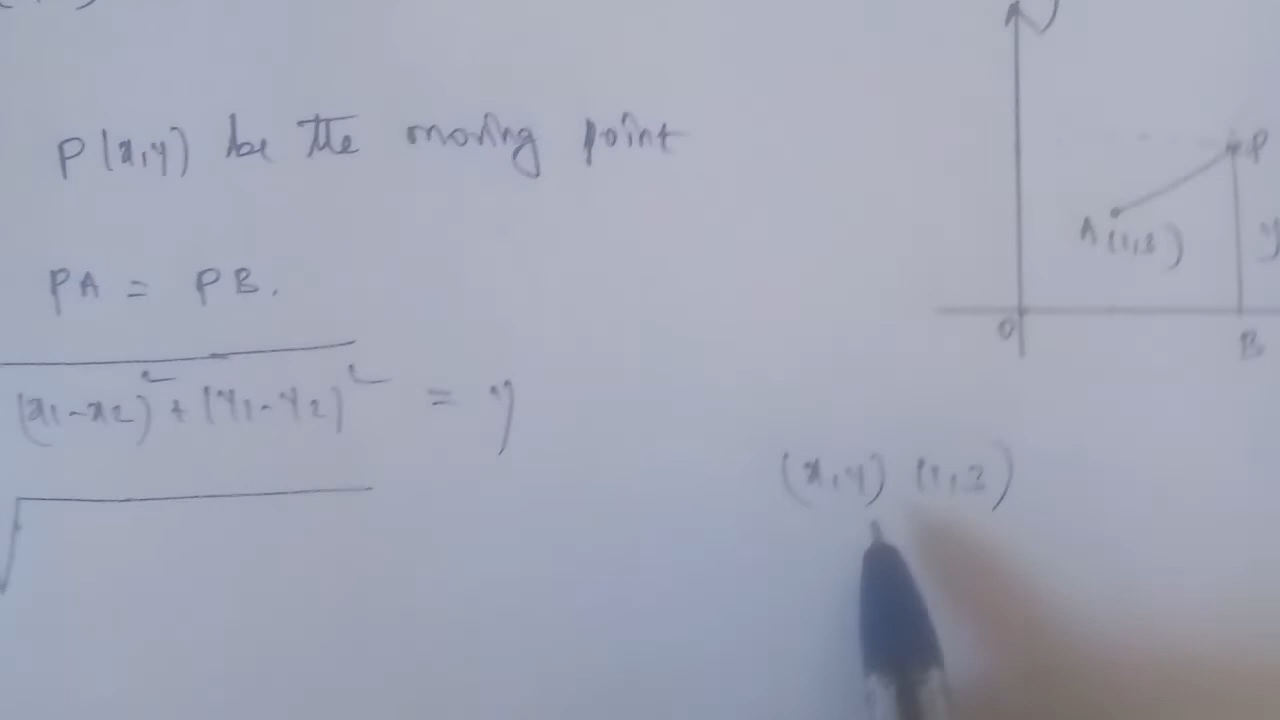 P(x,y) be the moving point
PA = PB.
(x1-x2)² + (y1-y2)² = y
√
(x,y) (1,2)
y
P
A(1,2)
y
O
B